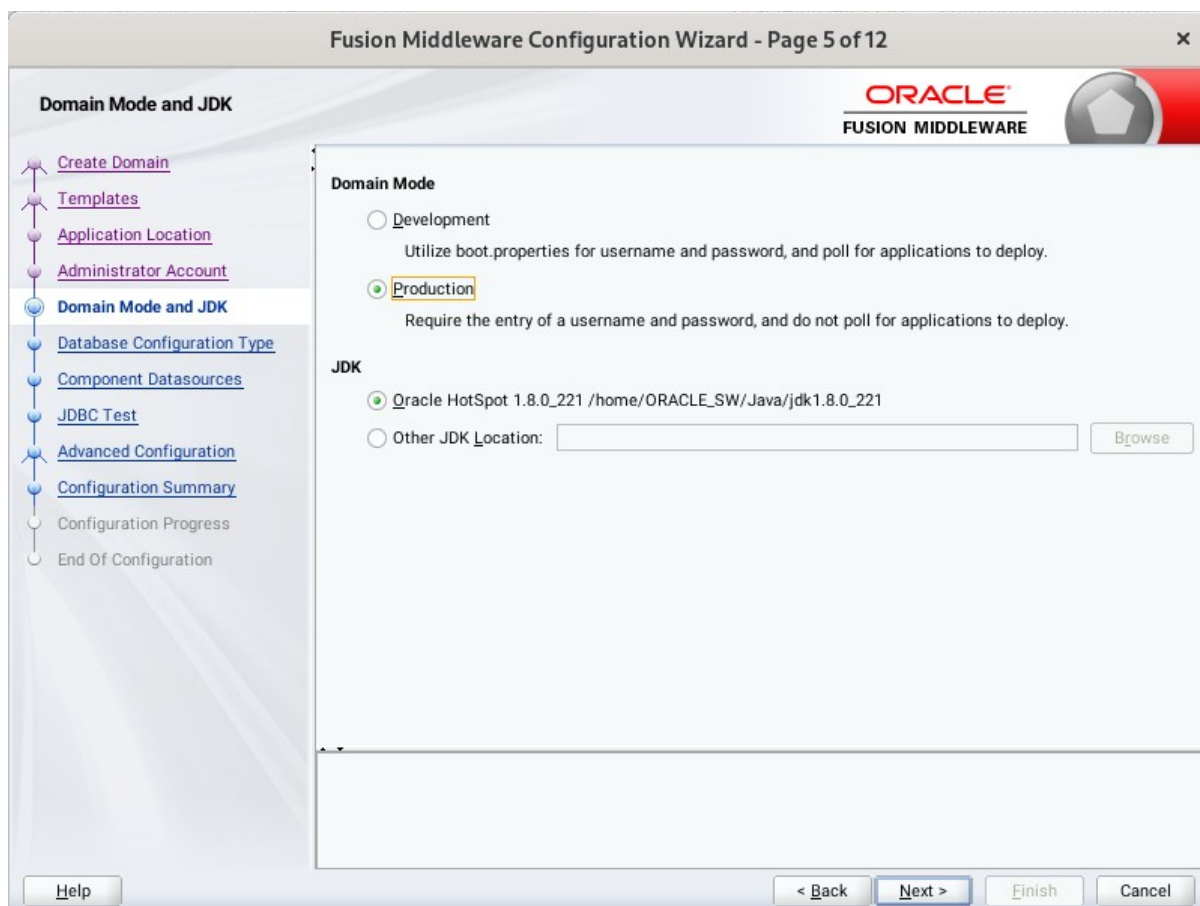 Fusion Middleware Configuration Wizard - Page 5 of 12
Domain Mode and JDK
ORACLE
FUSION MIDDLEWARE
Create Domain
Templates
Application Location
Administrator Account
Domain Mode and JDK
Database Configuration Type
Component Datasources
JDBC Test
Advanced Configuration
Configuration Summary
Configuration Progress
End Of Configuration
Domain Mode
Development
Utilize boot.properties for username and password, and poll for applications to deploy.
Production
Require the entry of a username and password, and do not poll for applications to deploy.
JDK
Oracle HotSpot 1.8.0_221 /home/ORACLE_SW/Java/jdk1.8.0_221
Other JDK Location:
Browse
Help
< Back
Next >
Finish
Cancel